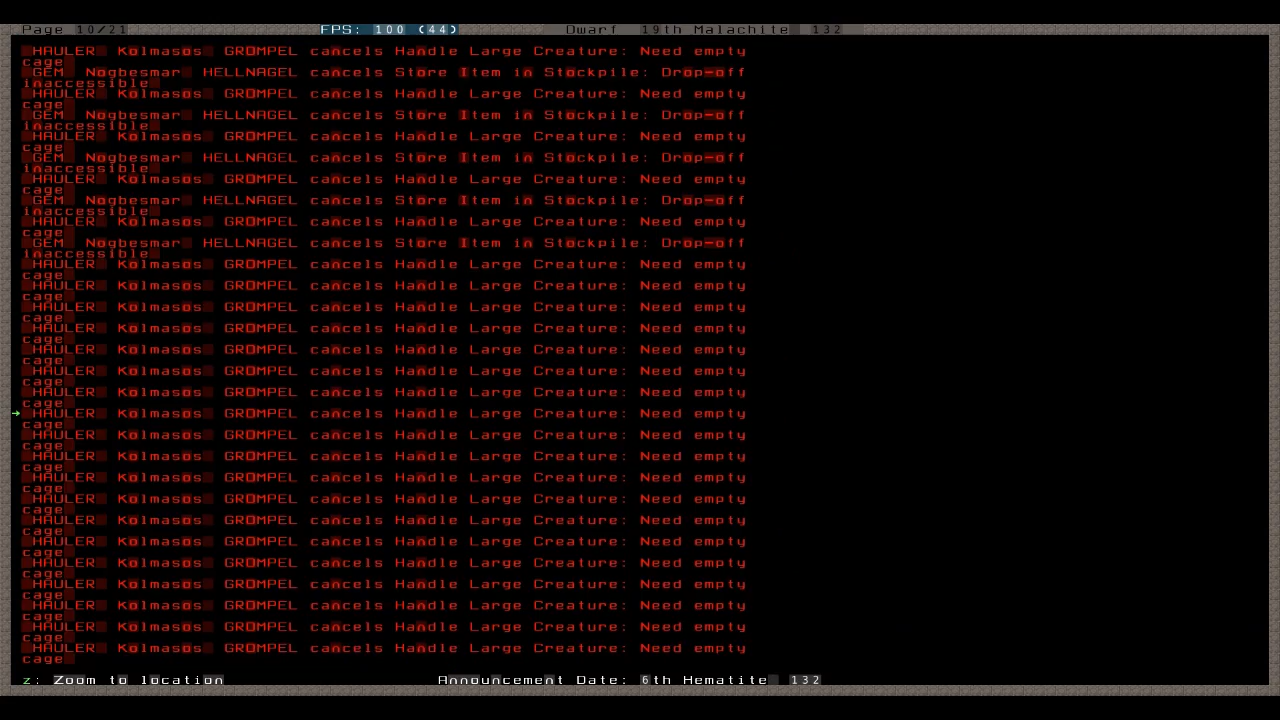 Page 10/21 FPS: 100 (44) Dwarf 19th Malachite 132
HAULER Kolmasos GROMPEL cancels Handle Large Creature: Need empty
cage
GEM Nogbesmar HELLNAGEL cancels Store Item in Stockpile: Drop-off
inaccessible
HAULER Kolmasos GROMPEL cancels Handle Large Creature: Need empty
cage
GEM Nogbesmar HELLNAGEL cancels Store Item in Stockpile: Drop-off
inaccessible
HAULER Kolmasos GROMPEL cancels Handle Large Creature: Need empty
cage
GEM Nogbesmar HELLNAGEL cancels Store Item in Stockpile: Drop-off
inaccessible
HAULER Kolmasos GROMPEL cancels Handle Large Creature: Need empty
cage
GEM Nogbesmar HELLNAGEL cancels Store Item in Stockpile: Drop-off
inaccessible
HAULER Kolmasos GROMPEL cancels Handle Large Creature: Need empty
cage
GEM Nogbesmar HELLNAGEL cancels Store Item in Stockpile: Drop-off
inaccessible
HAULER Kolmasos GROMPEL cancels Handle Large Creature: Need empty
cage
HAULER Kolmasos GROMPEL cancels Handle Large Creature: Need empty
cage
HAULER Kolmasos GROMPEL cancels Handle Large Creature: Need empty
cage
HAULER Kolmasos GROMPEL cancels Handle Large Creature: Need empty
cage
HAULER Kolmasos GROMPEL cancels Handle Large Creature: Need empty
cage
HAULER Kolmasos GROMPEL cancels Handle Large Creature: Need empty
cage
HAULER Kolmasos GROMPEL cancels Handle Large Creature: Need empty
cage
HAULER Kolmasos GROMPEL cancels Handle Large Creature: Need empty
cage
HAULER Kolmasos GROMPEL cancels Handle Large Creature: Need empty
cage
HAULER Kolmasos GROMPEL cancels Handle Large Creature: Need empty
cage
HAULER Kolmasos GROMPEL cancels Handle Large Creature: Need empty
cage
HAULER Kolmasos GROMPEL cancels Handle Large Creature: Need empty
cage
HAULER Kolmasos GROMPEL cancels Handle Large Creature: Need empty
cage
HAULER Kolmasos GROMPEL cancels Handle Large Creature: Need empty
cage
HAULER Kolmasos GROMPEL cancels Handle Large Creature: Need empty
cage
HAULER Kolmasos GROMPEL cancels Handle Large Creature: Need empty
cage
HAULER Kolmasos GROMPEL cancels Handle Large Creature: Need empty
cage
HAULER Kolmasos GROMPEL cancels Handle Large Creature: Need empty
cage
HAULER Kolmasos GROMPEL cancels Handle Large Creature: Need empty
cage
z: Zoom to location Announcement Date: 6th Hematite 132